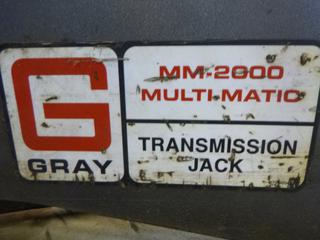 G
GRAY
MM-2000
MULTI-MATIC
TRANSMISSION
JACK